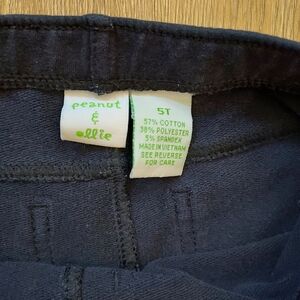 peanut
&
ollie
5T
57% COTTON
38% POLYESTER
5% SPANDEX
MADE IN VIETNAM
SEE REVERSE
FOR CARE